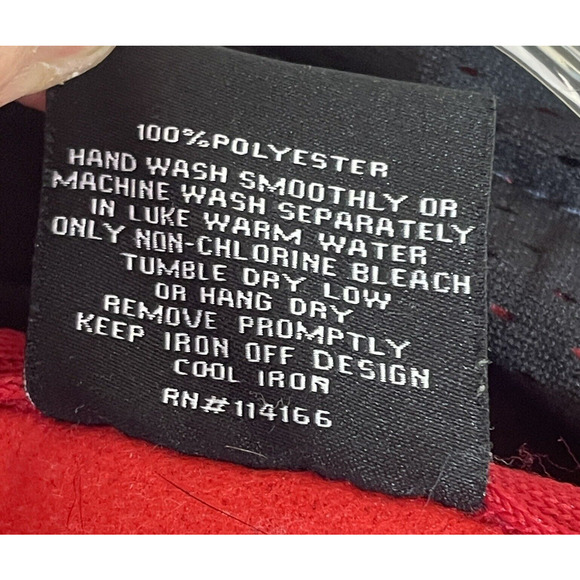 100%POLYESTER
HAND WASH SMOOTHLY OR
MACHINE WASH SEPARATELY
IN LUKE WARM WATER
ONLY NON-CHLORINE BLEACH
TUMBLE DRY LOW
OR HANG DRY
REMOVE PROMPTLY
KEEP IRON OFF DESIGN
COOL IRON
RN#114166